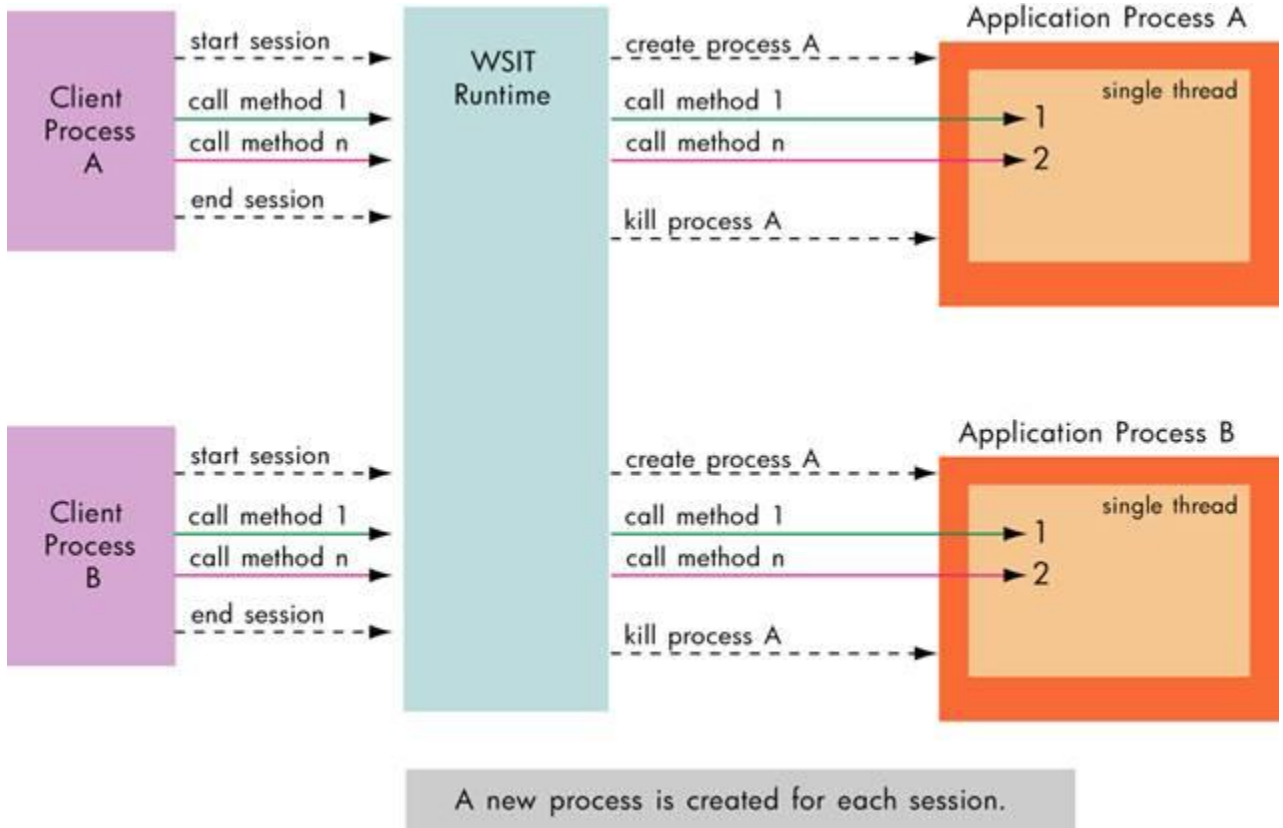 Application Process A
start session
create process A
WSIT
Runtime
single thread
Client
Process
A
call method 1
call method 1
1
call method n
call method n
2
end session
kill process A
Application Process B
start session
create process A
single thread
Client
Process
B
call method 1
call method 1
1
call method n
call method n
2
end session
kill process A
A new process is created for each session.